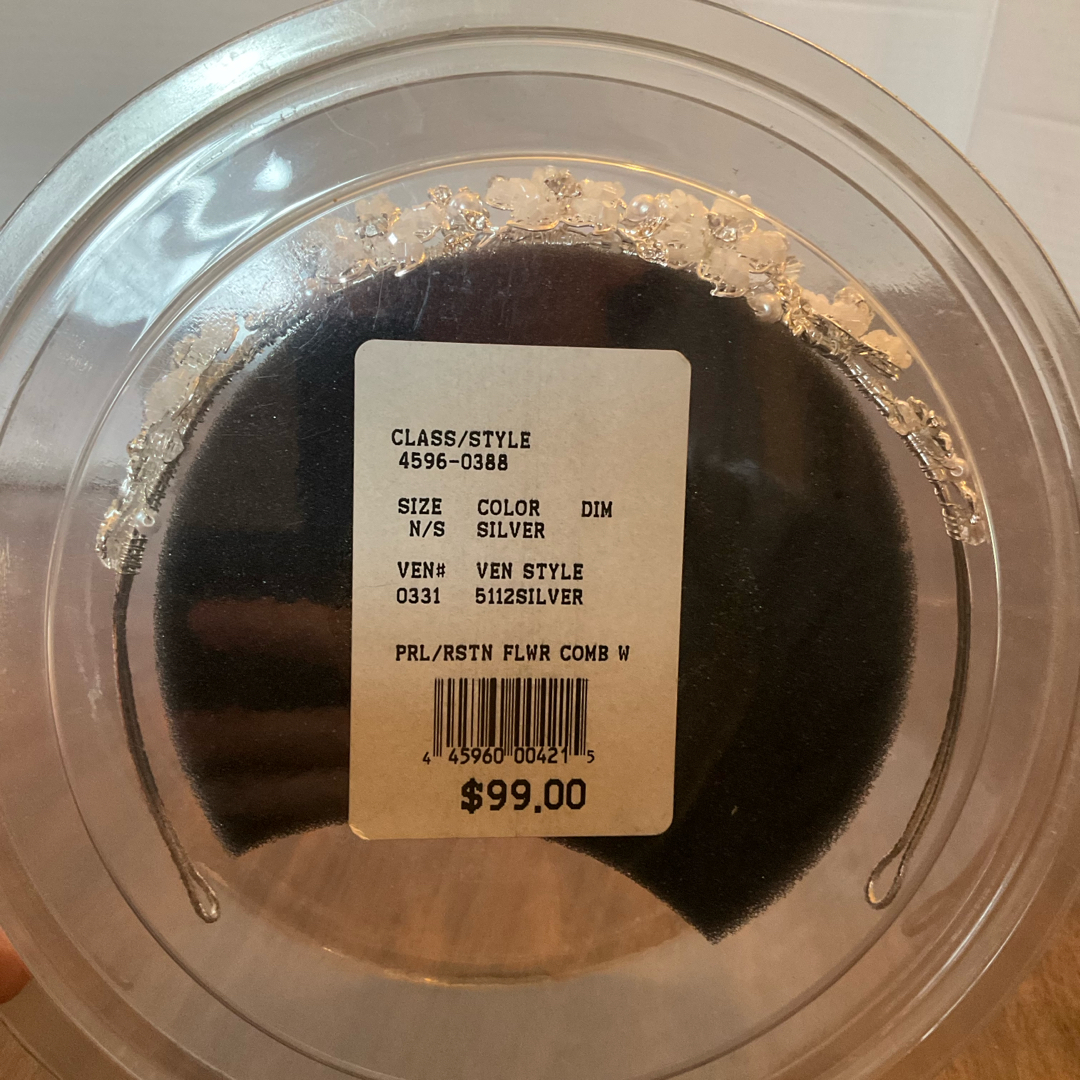 CLASS/STYLE
4596-0388
SIZE COLOR DIM
N/S SILVER
VEN# VEN STYLE
0331 5112SILVER
PRL/RSTN FLWR COMB W
4 45960 00421 5
$99.00